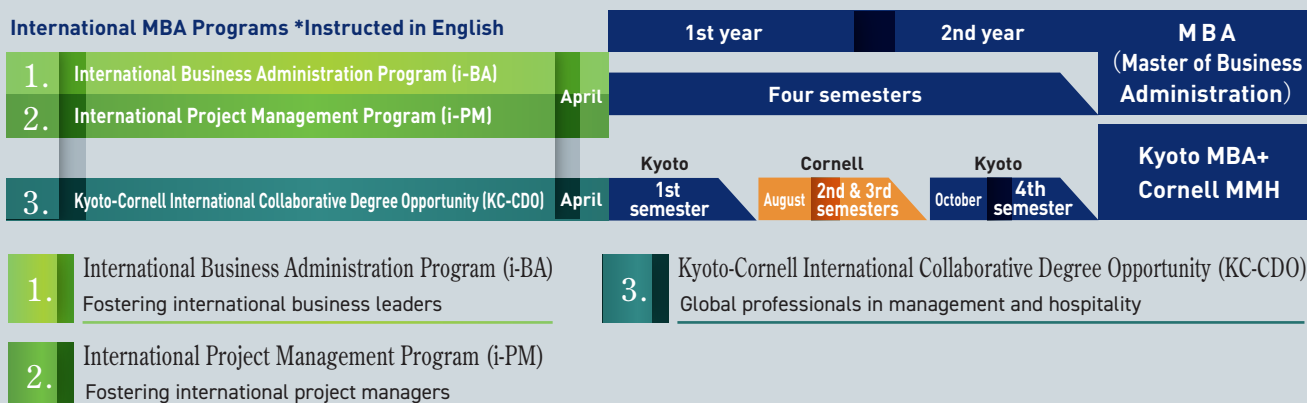 International MBA Programs *Instructed in English
1st year
2nd year
MBA
(Master of Business
Administration)
1. International Business Administration Program (i-BA)
2. International Project Management Program (i-PM)
April
Four semesters
Kyoto
Cornell
Kyoto
Kyoto MBA+
Cornell MMH
3. Kyoto-Cornell International Collaborative Degree Opportunity (KC-CDO)
April
1st
semester
August
2nd & 3rd
semesters
October
4th
semester
1. International Business Administration Program (i-BA)
Fostering international business leaders
2. International Project Management Program (i-PM)
Fostering international project managers
3. Kyoto-Cornell International Collaborative Degree Opportunity (KC-CDO)
Global professionals in management and hospitality